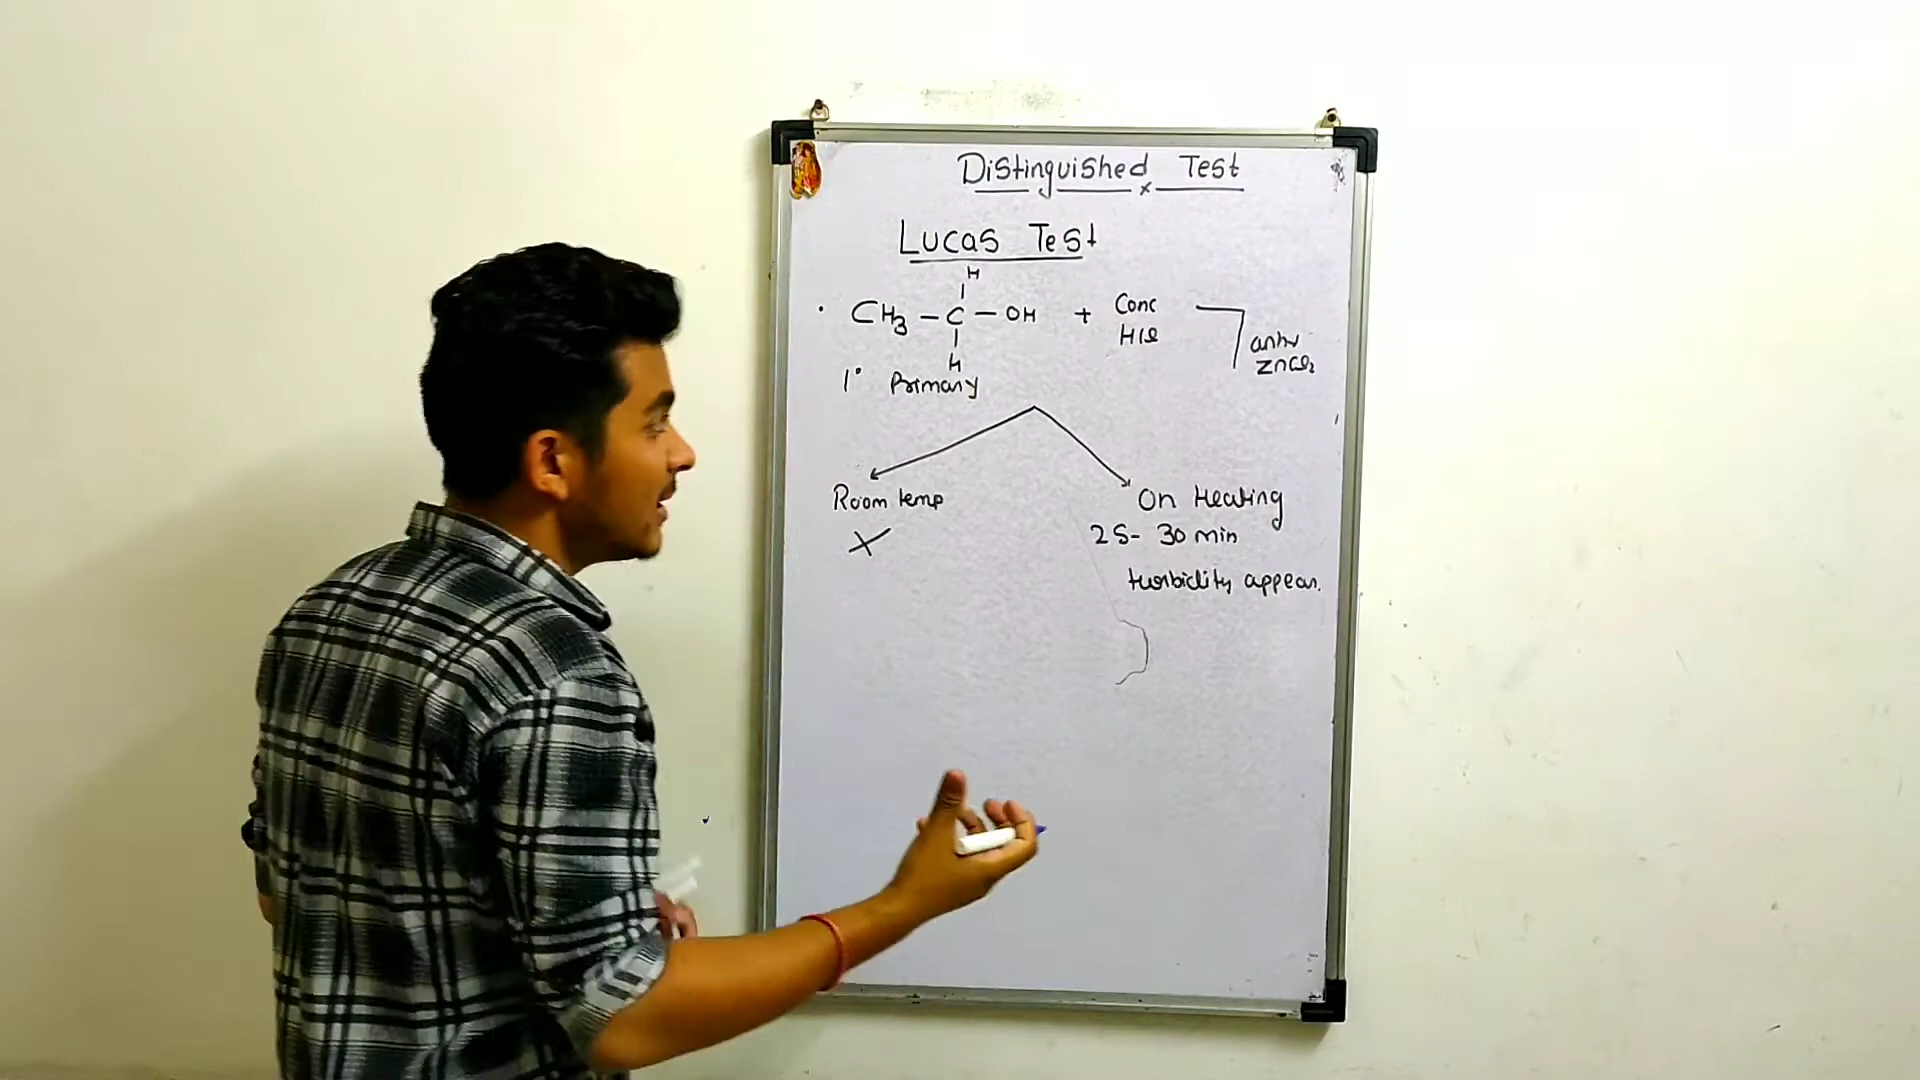 Distinguished Test
Lucas Test
H
CH3 – C – OH + Conc
HCl
anhy
ZnCl2
H
1° Primary
Room temp
On Heating
25- 30 min
turbidity appear.